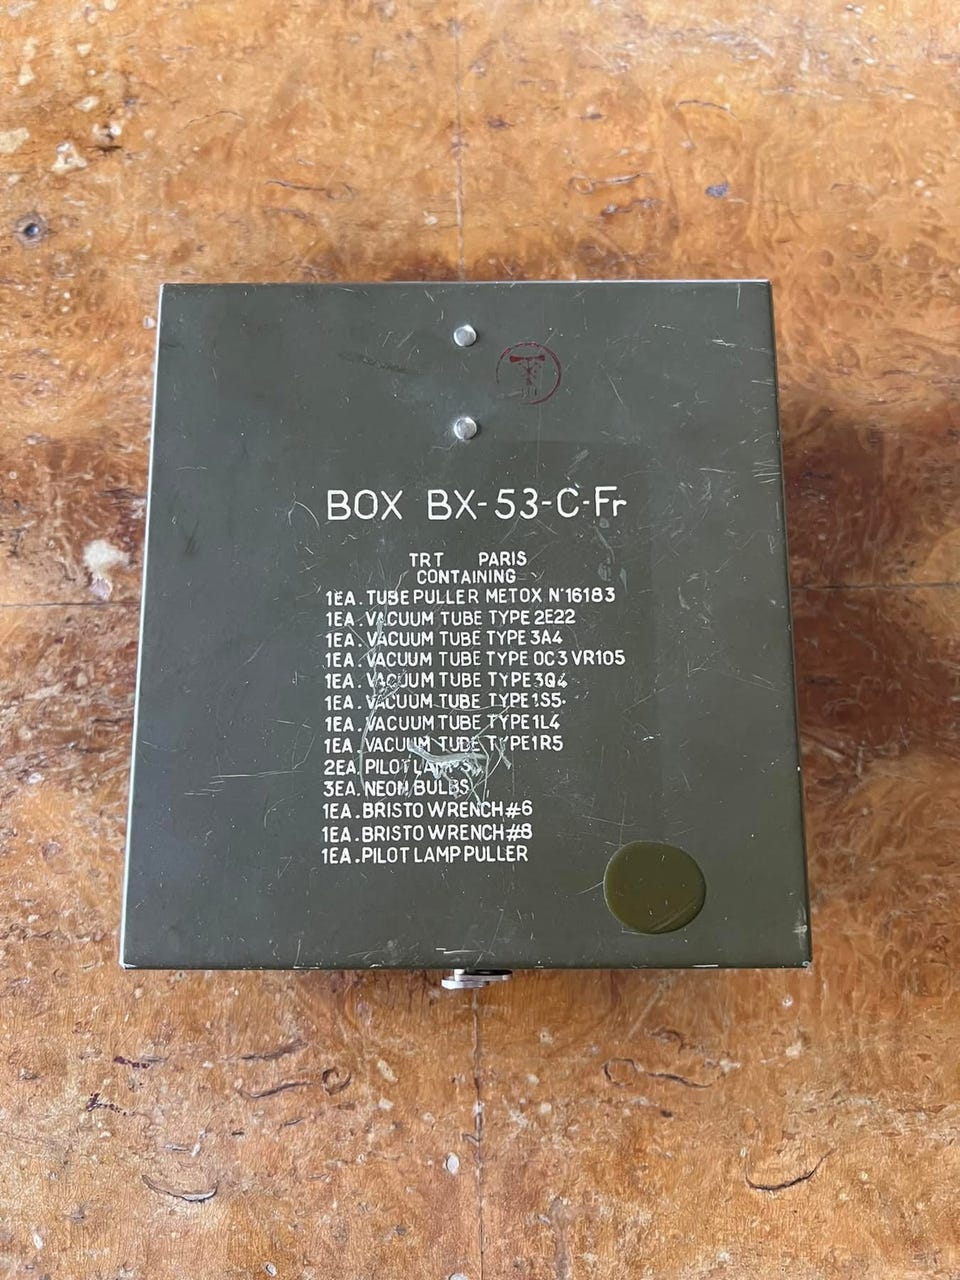 BOX BX-53-C-Fr
TRT PARIS
CONTAINING
1EA. TUBE PULLER METOX N°16183
1EA. VACUUM TUBE TYPE 2E22
1EA. VACUUM TUBE TYPE 3A4
1EA. VACUUM TUBE TYPE OC3 VR105
1EA. VACUUM TUBE TYPE 3Q4
1EA. VACUUM TUBE TYPE 1S5
1EA. VACUUM TUBE TYPE 1L4
1EA. VACUUM TUBE TYPE 1R5
2EA. PILOT LAMPS
3EA. NEON BULBS
1EA. BRISTO WRENCH #6
1EA. BRISTO WRENCH #8
1EA. PILOT LAMP PULLER